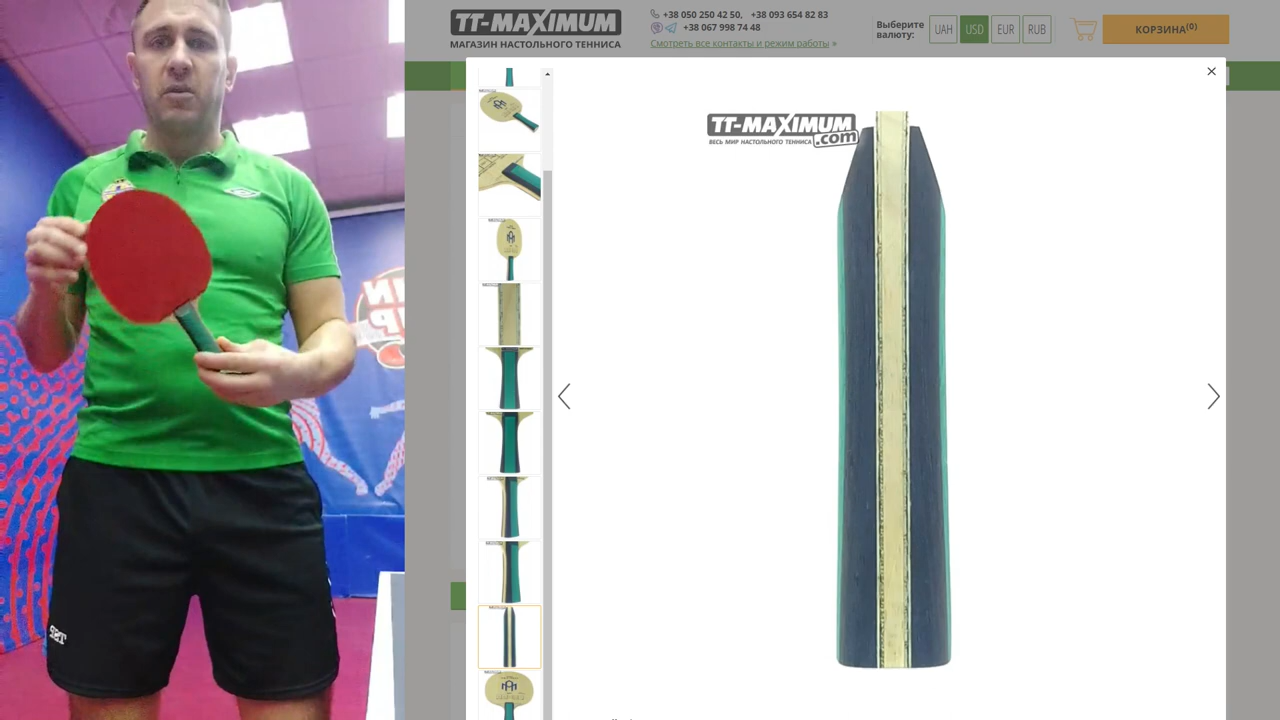 TT-MAXIMUM
МАГАЗИН НАСТОЛЬНОГО ТЕННИСА
+38 050 250 42 50, +38 093 654 82 83
+38 067 998 74 48
Смотреть все контакты и режим работы »
Выберите
валюту:
UAH
USD
EUR
RUB
КОРЗИНА(0)
TT-MAXIMUM
ВЕСЬ МИР НАСТОЛЬНОГО ТЕННИСА
.com